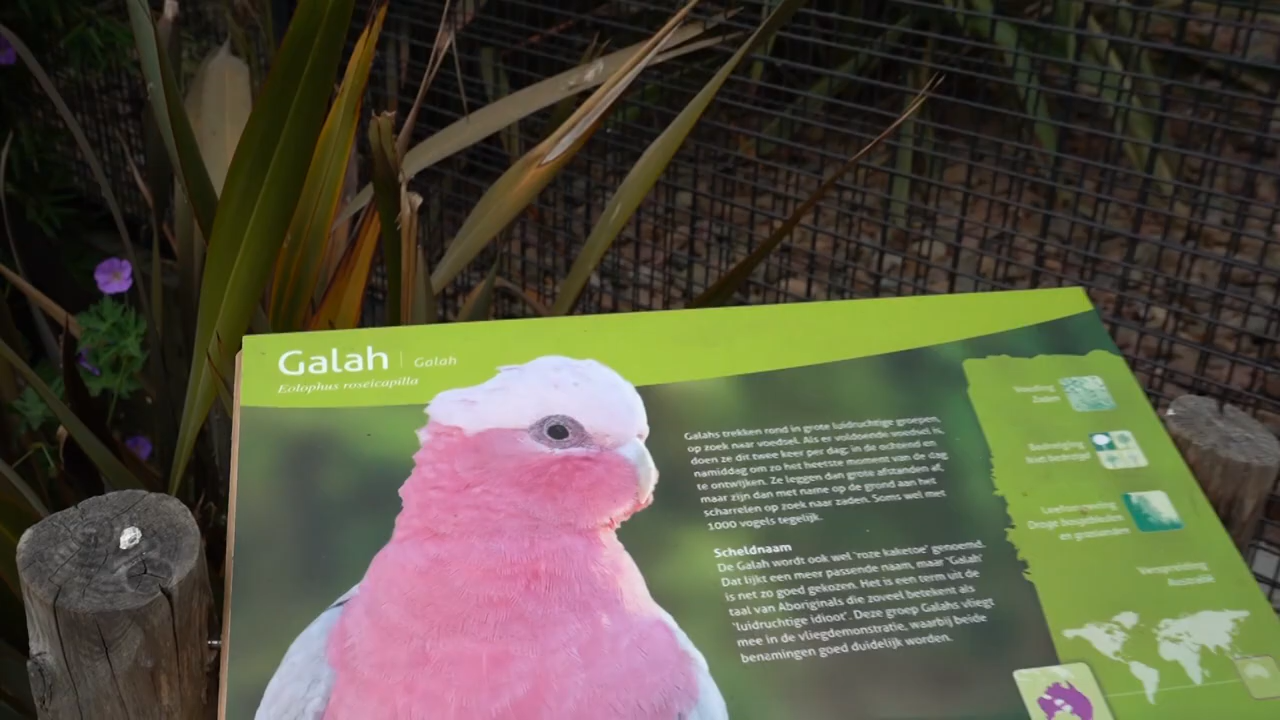 Galah | Galah
Eolophus roseicapilla
Galahs trekken rond in grote luidruchtige groepen,
op zoek naar voedsel. Als er voldoende voedsel is,
doen ze dit twee keer per dag; in de ochtend en
namiddag om zo het heetste moment van de dag
te ontwijken. Ze leggen dan grote afstanden af,
maar zijn dan met name op de grond aan het
scharrelen op zoek naar zaden. Soms wel met
1000 vogels tegelijk.
Scheldnaam
De Galah wordt ook wel 'roze kaketoe' genoemd.
Dat lijkt een meer passende naam, maar 'Galah'
is net zo goed gekozen. Het is een term uit de
taal van Aboriginals die zoveel betekent als
'luidruchtige idioot'. Deze groep Galahs vliegt
mee in de vliegdemonstratie, waarbij beide
benamingen goed duidelijk worden.
Voeding:
Zaden
Bedreiging:
Niet bedreigd
Leefomgeving:
Droge bosgebieden
en graslanden
Verspreiding:
Australië